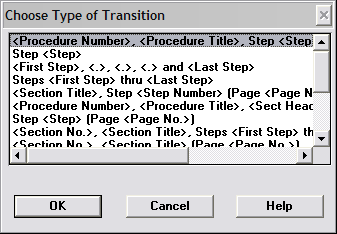 Choose Type of Transition
<Procedure Number>, <Procedure Title>, Step <Step
Step <Step>
<First Step>, <.>, <.>, <.> and <Last Step>
Steps <First Step> thru <Last Step>
<Section Title>, Step <Step Number> (Page <Page No
<Procedure Number>, <Procedure Title>, <Sect Head
Step <Step> (Page <Page No.>)
<Section No.>, <Section Title>, Steps <First Step> th
<Section No.>, <Section Title> (Page <Page No.>)
OK
Cancel
Help